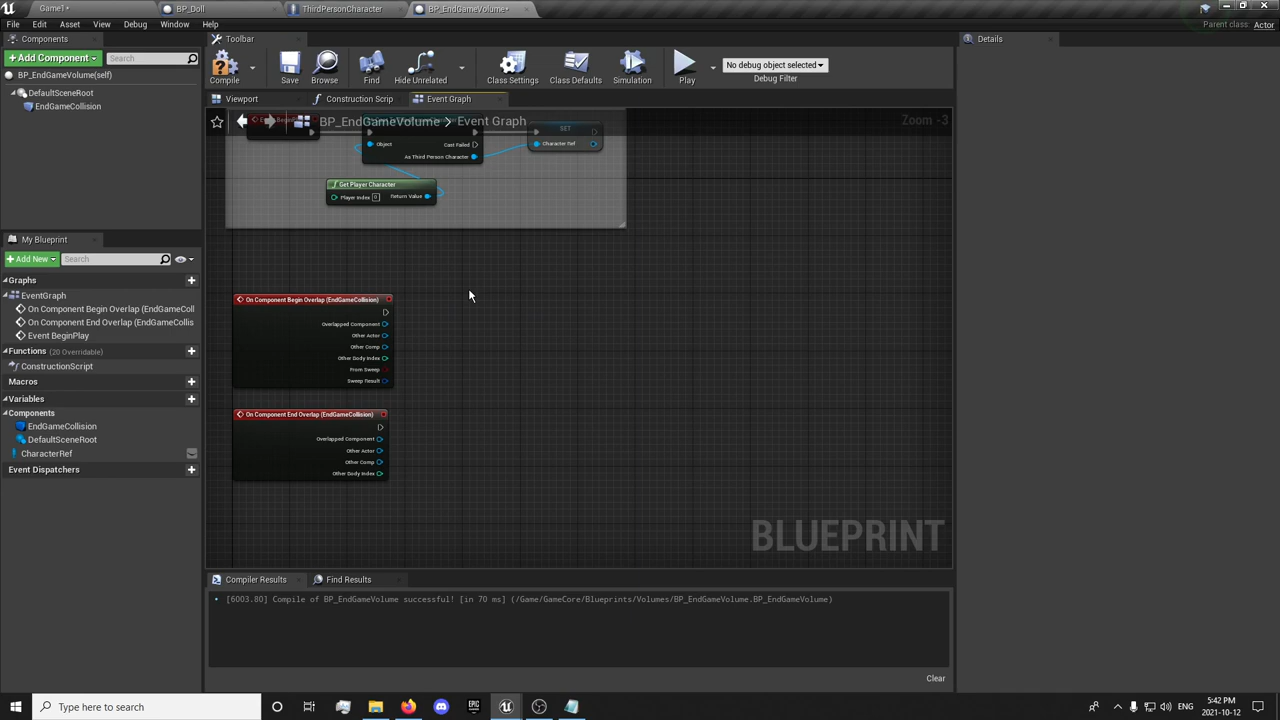 Game1*
BP_Doll
ThirdPersonCharacter
BP_EndGameVolume*
File
Edit
Asset
View
Debug
Window
Help
Parent class: Actor
Components
+Add Component
Search
BP_EndGameVolume(self)
DefaultSceneRoot
EndGameCollision
My Blueprint
+Add New
Search
Graphs
EventGraph
On Component Begin Overlap (EndGameColl
On Component End Overlap (EndGameCollis
Event BeginPlay
Functions (20 Overridable)
ConstructionScript
Macros
Variables
Components
EndGameCollision
DefaultSceneRoot
CharacterRef
Event Dispatchers
Toolbar
Compile
Save
Browse
Find
Hide Unrelated
Class Settings
Class Defaults
Simulation
Play
No debug object selected
Debug Filter
Viewport
Construction Scrip
Event Graph
BP_EndGameVolume > Event Graph
Zoom -3
Object
Cast Failed
As Third Person Character
SET
Character Ref
Get Player Character
Player Index 0
Return Value
On Component Begin Overlap (EndGameCollision)
Overlapped Component
Other Actor
Other Comp
Other Body Index
From Sweep
Sweep Result
On Component End Overlap (EndGameCollision)
Overlapped Component
Other Actor
Other Comp
Other Body Index
BLUEPRINT
Compiler Results
Find Results
[6003.80] Compile of BP_EndGameVolume successful! [in 70 ms] (/Game/GameCore/Blueprints/Volumes/BP_EndGameVolume.BP_EndGameVolume)
Clear
Details
Type here to search
EPIC
ENG
5:42 PM
2021-10-12